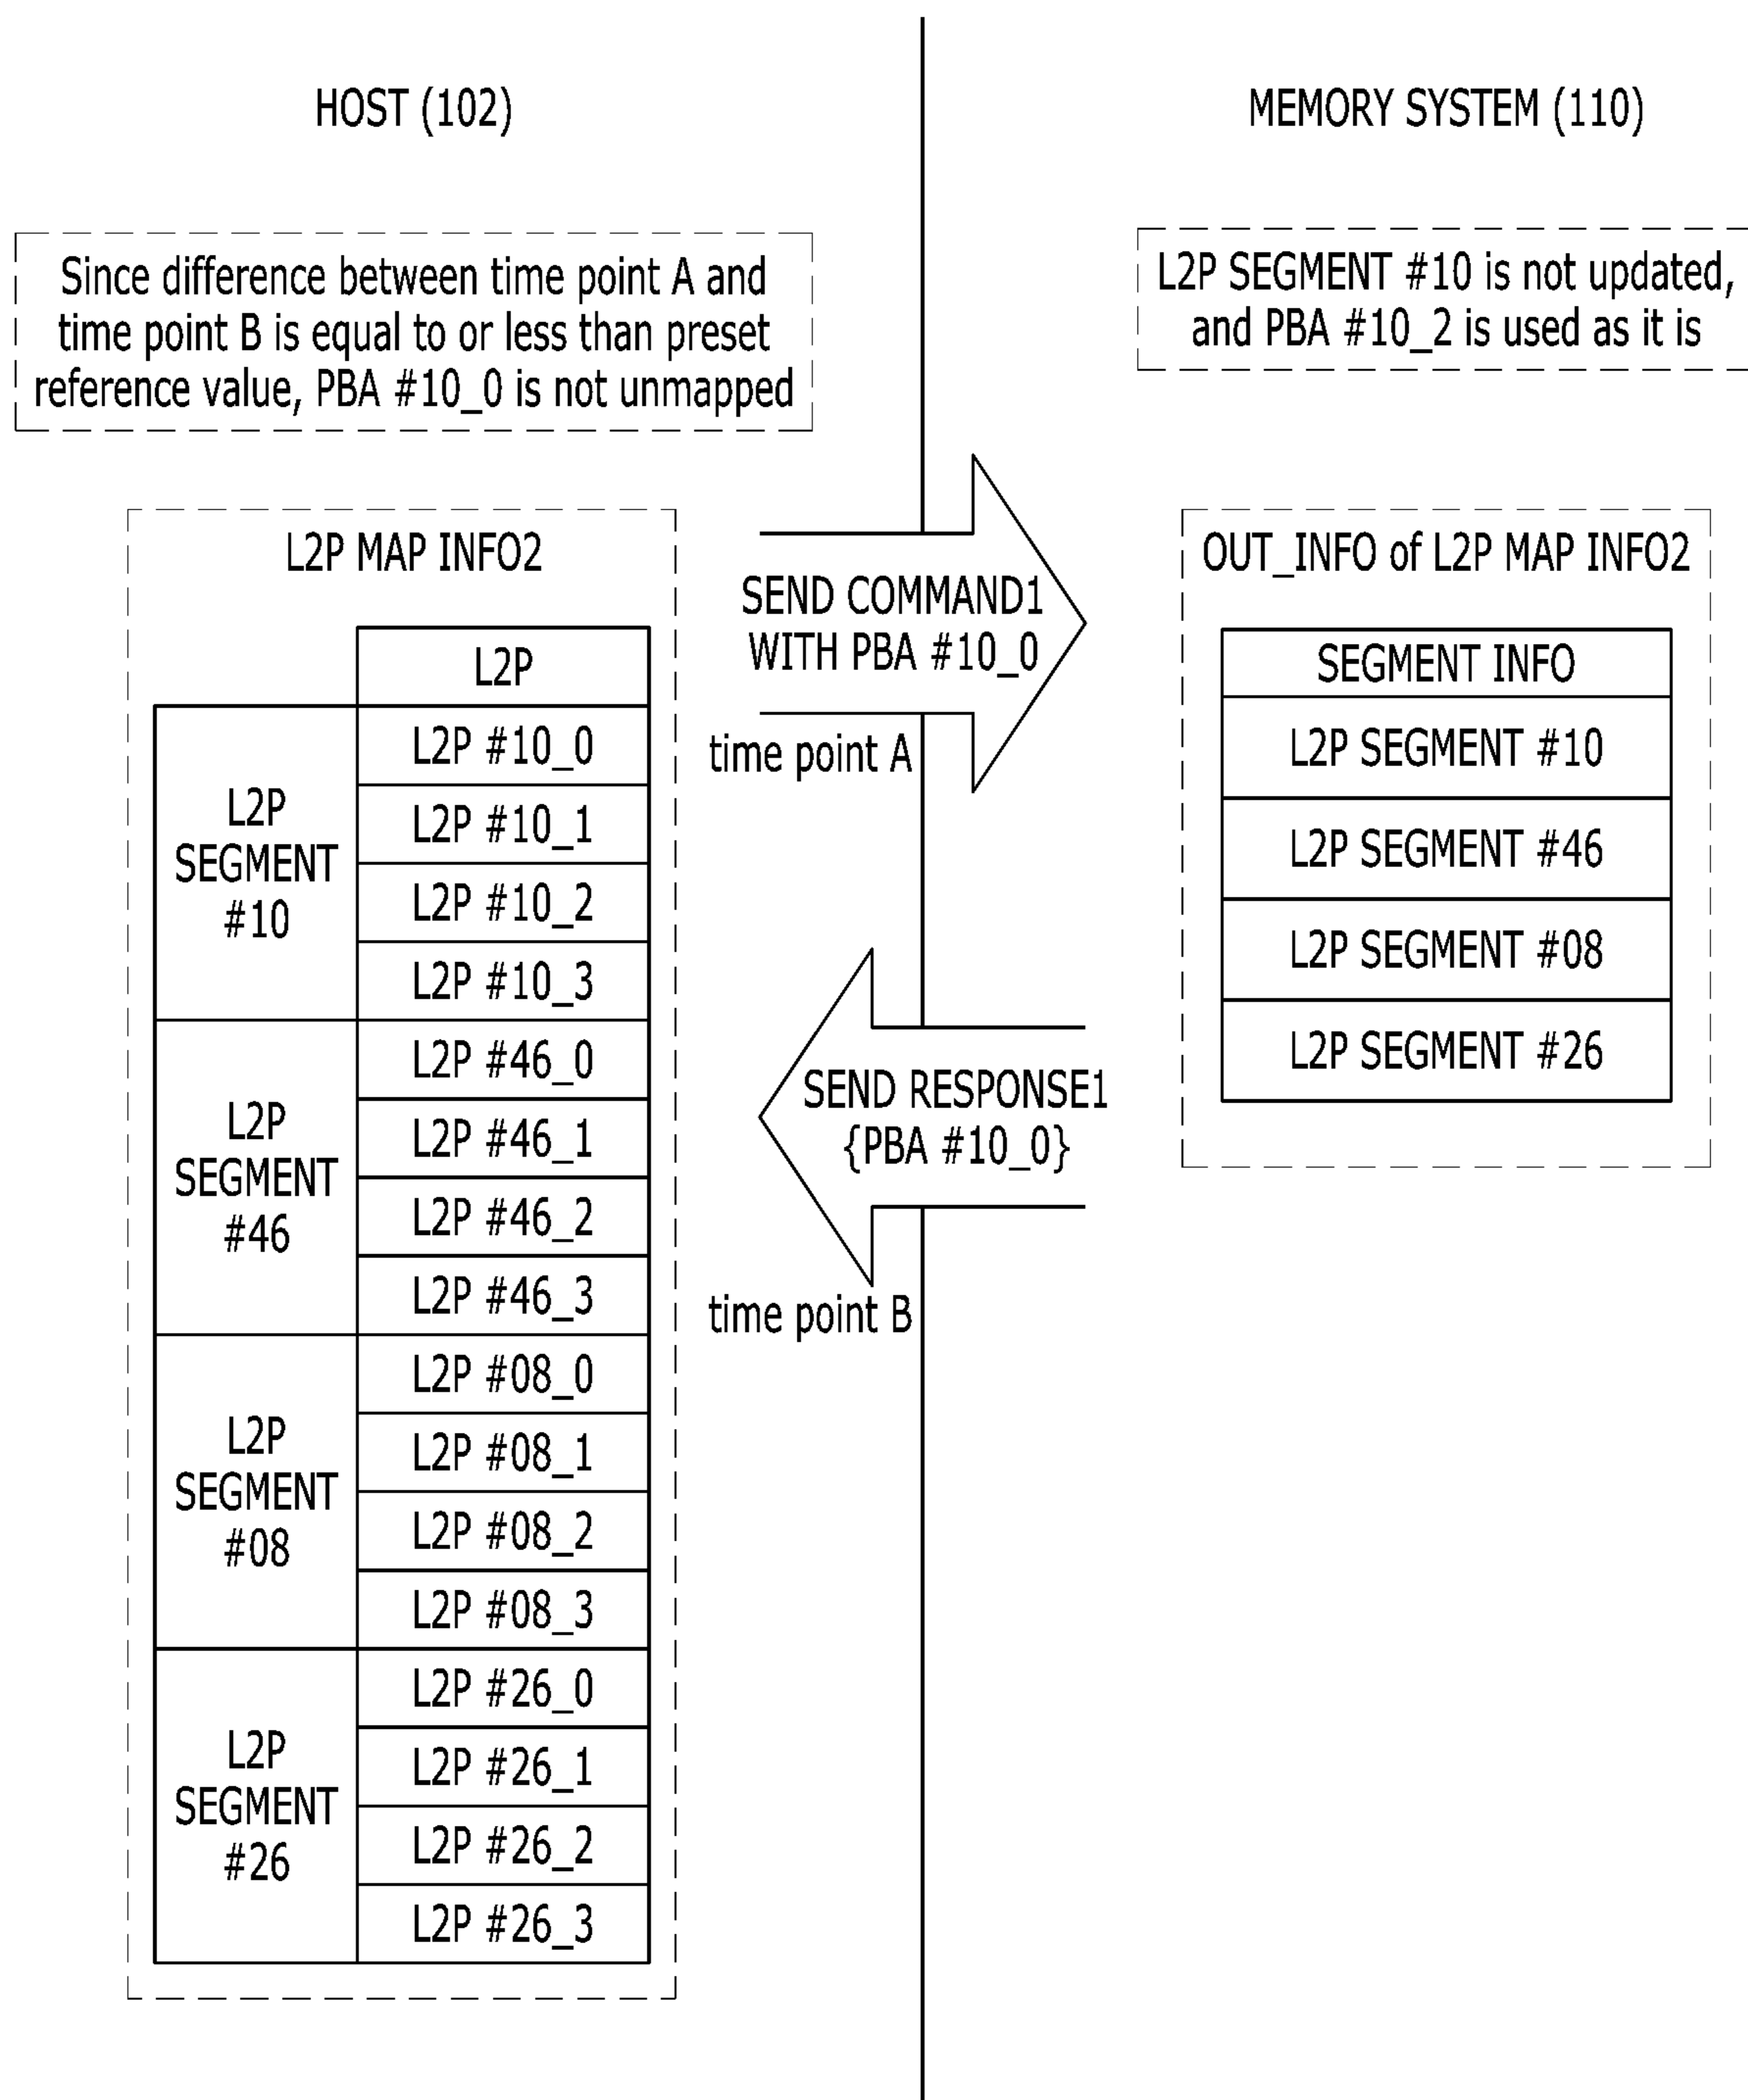 HOST (102)
MEMORY SYSTEM (110)
Since difference between time point A and
time point B is equal to or less than preset
reference value, PBA #10_0 is not unmapped
L2P SEGMENT #10 is not updated,
and PBA #10_2 is used as it is
L2P MAP INFO2
L2P
L2P
SEGMENT
#10
L2P #10_0
L2P #10_1
L2P #10_2
L2P #10_3
L2P
SEGMENT
#46
L2P #46_0
L2P #46_1
L2P #46_2
L2P #46_3
L2P
SEGMENT
#08
L2P #08_0
L2P #08_1
L2P #08_2
L2P #08_3
L2P
SEGMENT
#26
L2P #26_0
L2P #26_1
L2P #26_2
L2P #26_3
SEND COMMAND1
WITH PBA #10_0
time point A
SEND RESPONSE1
{PBA #10_0}
time point B
OUT_INFO of L2P MAP INFO2
SEGMENT INFO
L2P SEGMENT #10
L2P SEGMENT #46
L2P SEGMENT #08
L2P SEGMENT #26